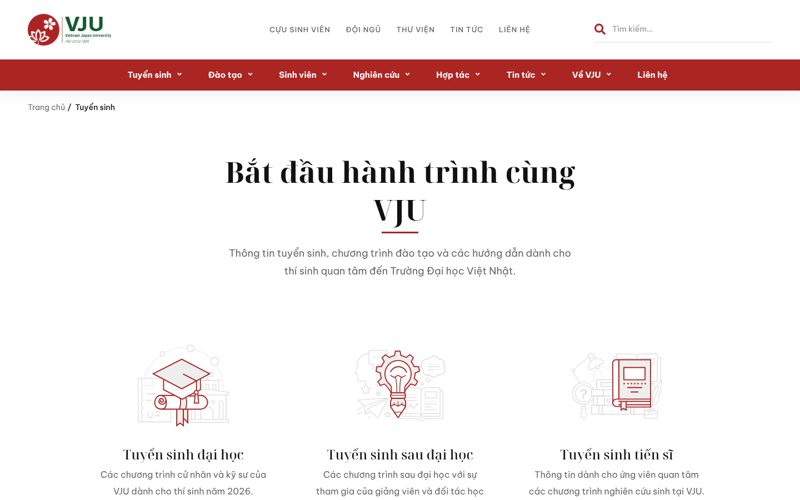 VJU
Vietnam Japan University
CỰU SINH VIÊN
ĐỘI NGŨ
THƯ VIỆN
TIN TỨC
LIÊN HỆ
Tìm kiếm...
Tuyển sinh
Đào tạo
Sinh viên
Nghiên cứu
Hợp tác
Tin tức
Về VJU
Liên hệ
Trang chủ / Tuyển sinh
Bắt đầu hành trình cùng
VJU
Thông tin tuyển sinh, chương trình đào tạo và các hướng dẫn dành cho
thí sinh quan tâm đến Trường Đại học Việt Nhật.
Tuyển sinh đại học
Các chương trình cử nhân và kỹ sư của
VJU dành cho thí sinh năm 2026.
Tuyển sinh sau đại học
Các chương trình sau đại học với sự
tham gia của giảng viên và đối tác học
Tuyển sinh tiến sĩ
Thông tin dành cho ứng viên quan tâm
các chương trình nghiên cứu sinh tại VJU.